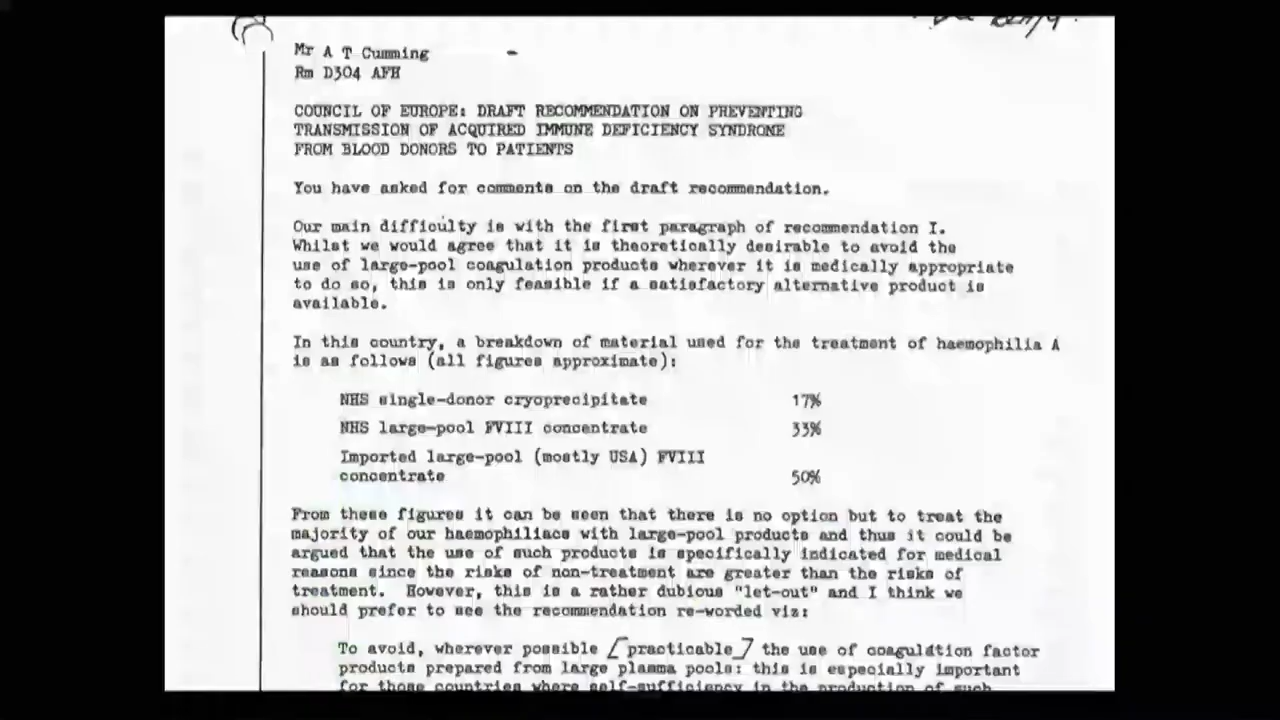 Mr A T Cumming -
Rm D304 AFH
COUNCIL OF EUROPE: DRAFT RECOMMENDATION ON PREVENTING
TRANSMISSION OF ACQUIRED IMMUNE DEFICIENCY SYNDROME
FROM BLOOD DONORS TO PATIENTS
You have asked for comments on the draft recommendation.
Our main difficulty is with the first paragraph of recommendation I.
Whilst we would agree that it is theoretically desirable to avoid the
use of large-pool coagulation products wherever it is medically appropriate
to do so, this is only feasible if a satisfactory alternative product is
available.
In this country, a breakdown of material used for the treatment of haemophilia A
is as follows (all figures approximate):
NHS single-donor cryoprecipitate 17%
NHS large-pool FVIII concentrate 33%
Imported large-pool (mostly USA) FVIII
concentrate 50%
From these figures it can be seen that there is no option but to treat the
majority of our haemophiliacs with large-pool products and thus it could be
argued that the use of such products is specifically indicated for medical
reasons since the risks of non-treatment are greater than the risks of
treatment. However, this is a rather dubious "let-out" and I think we
should prefer to see the recommendation re-worded viz:
To avoid, wherever possible [practicable] the use of coagulation factor
products prepared from large plasma pools: this is especially important
for those countries where self-sufficiency in the production of such